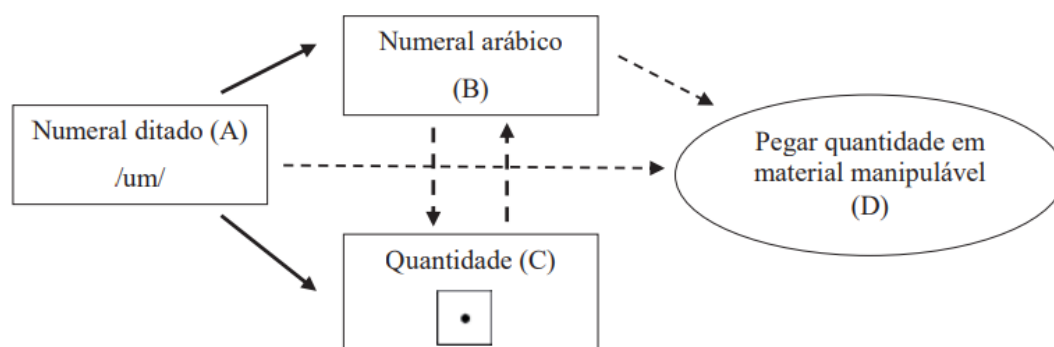 Numeral arábico
(B)
Numeral ditado (A)
/um/
Pegar quantidade em
material manipulável
(D)
Quantidade (C)